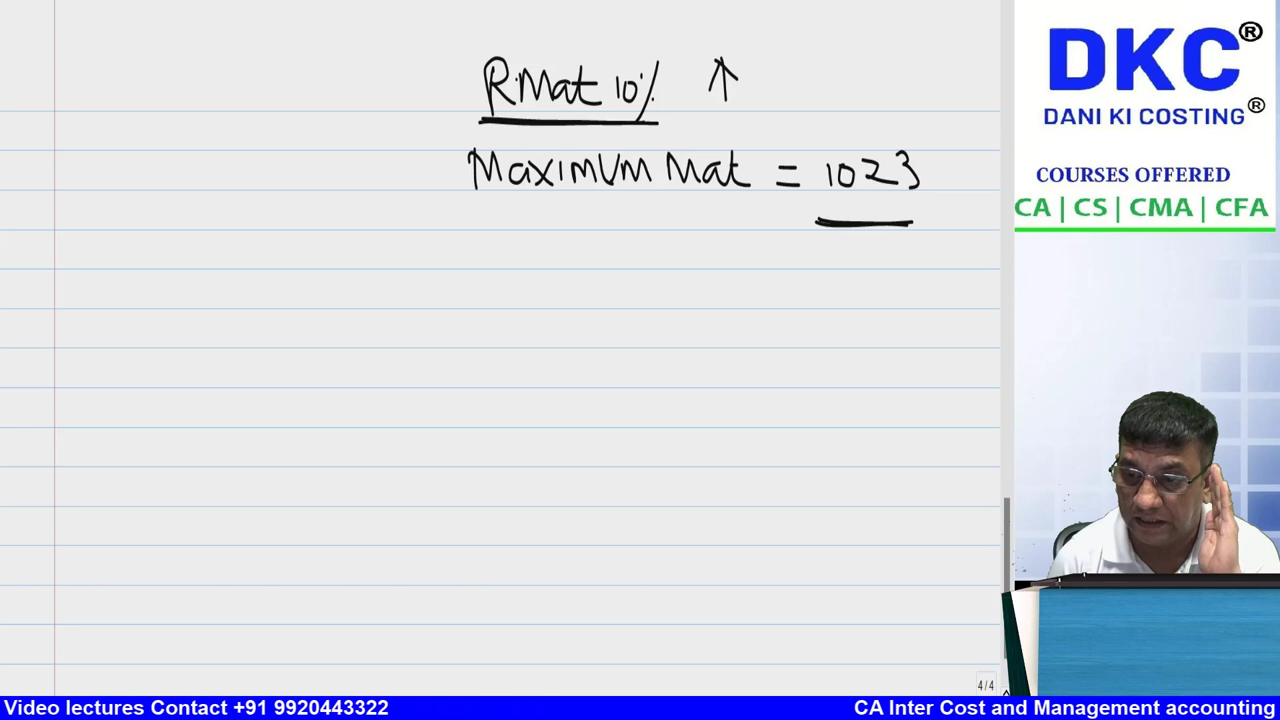 R.Mat 10% ↑
Maximum Mat = 1023
DKC®
DANI KI COSTING®
COURSES OFFERED
CA | CS | CMA | CFA
4/4
Video lectures Contact +91 9920443322
CA Inter Cost and Management accounting